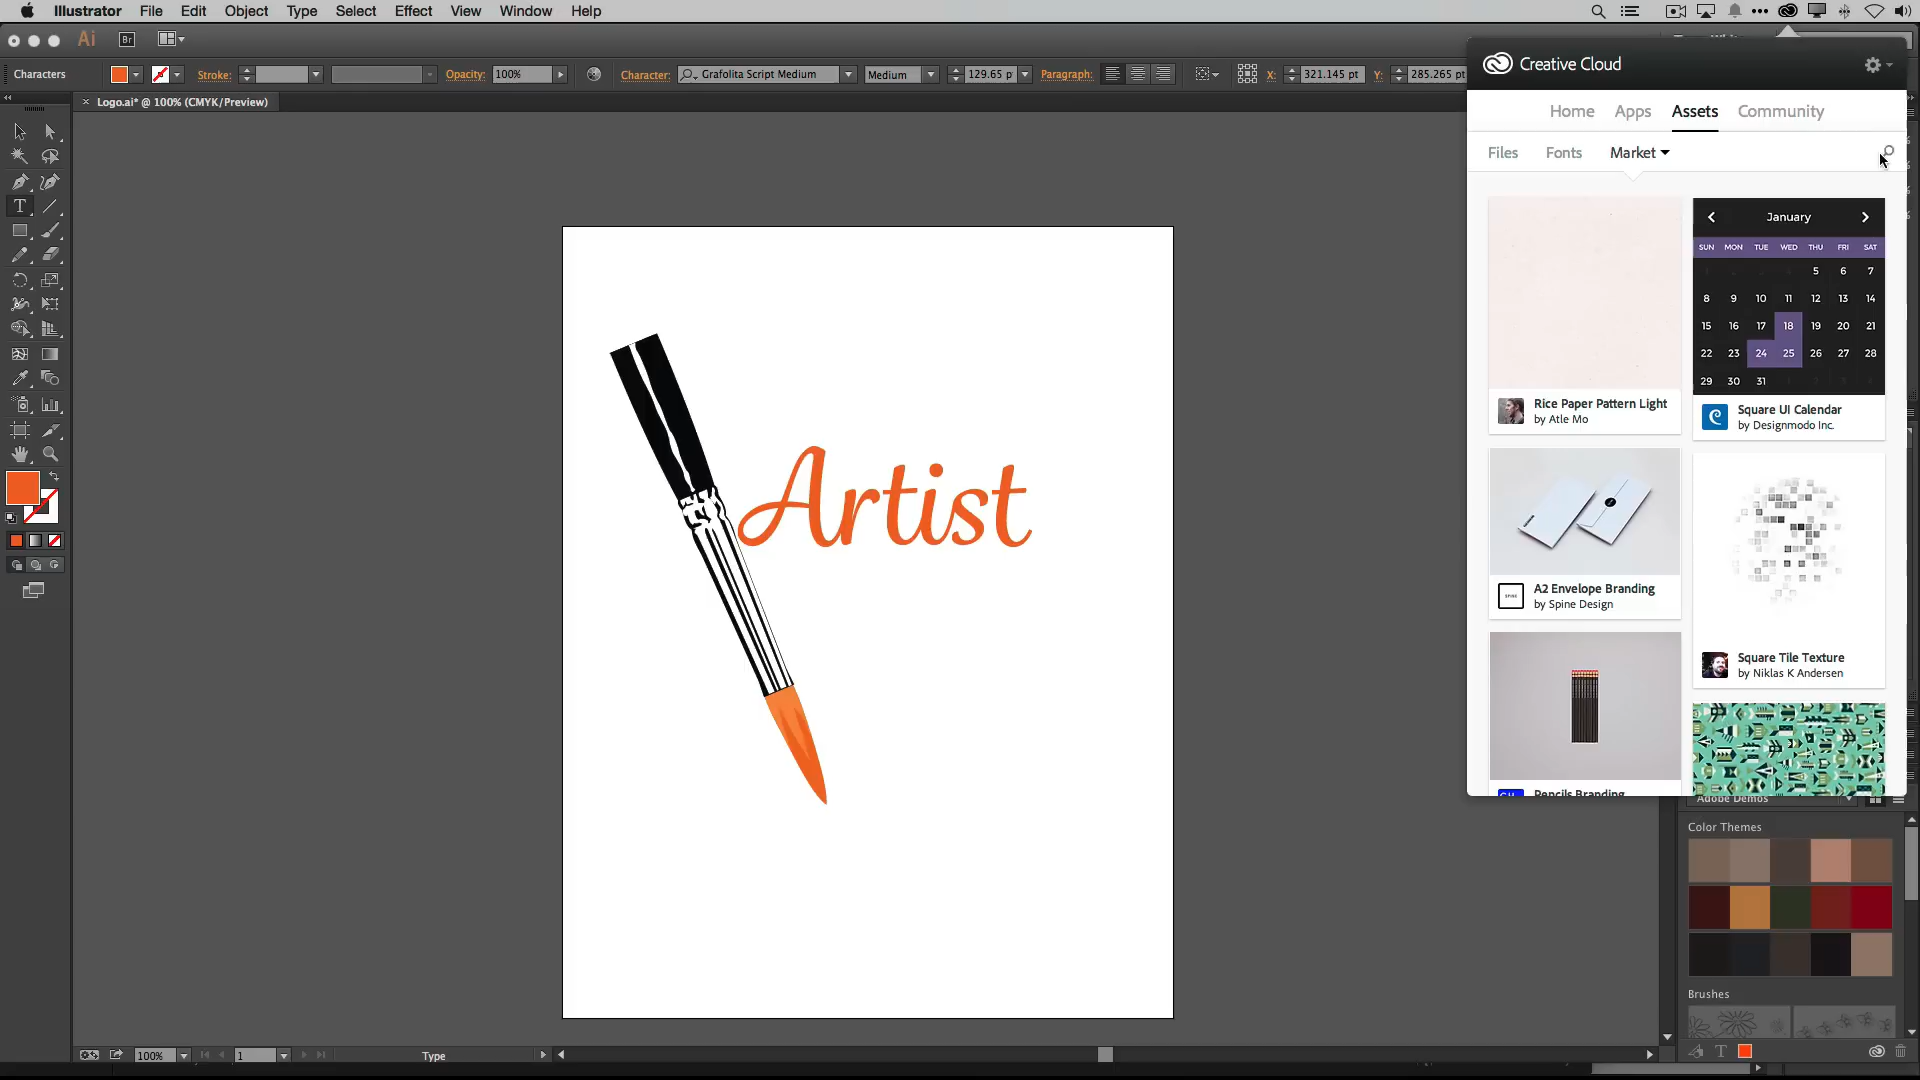 Illustrator File Edit Object Type Select Effect View Window Help
Ai Br
Characters Stroke: Opacity: 100% Character: Grafolita Script Medium Medium 129.65 pt Paragraph: X: 321.145 pt Y: 285.265 pt
× Logo.ai* @ 100% (CMYK/Preview)
Creative Cloud
Home Apps Assets Community
Files Fonts Market
January
SUN MON TUE WED THU FRI SAT
5 6 7
8 9 10 11 12 13 14
15 16 17 18 19 20 21
22 23 24 25 26 27 28
29 30 31
Rice Paper Pattern Light
by Atle Mo
Square UI Calendar
by Designmodo Inc.
Artist
A2 Envelope Branding
by Spine Design
Square Tile Texture
by Niklas K Andersen
Pencils Branding
Adobe Demos
Color Themes
Brushes
100% 1 Type